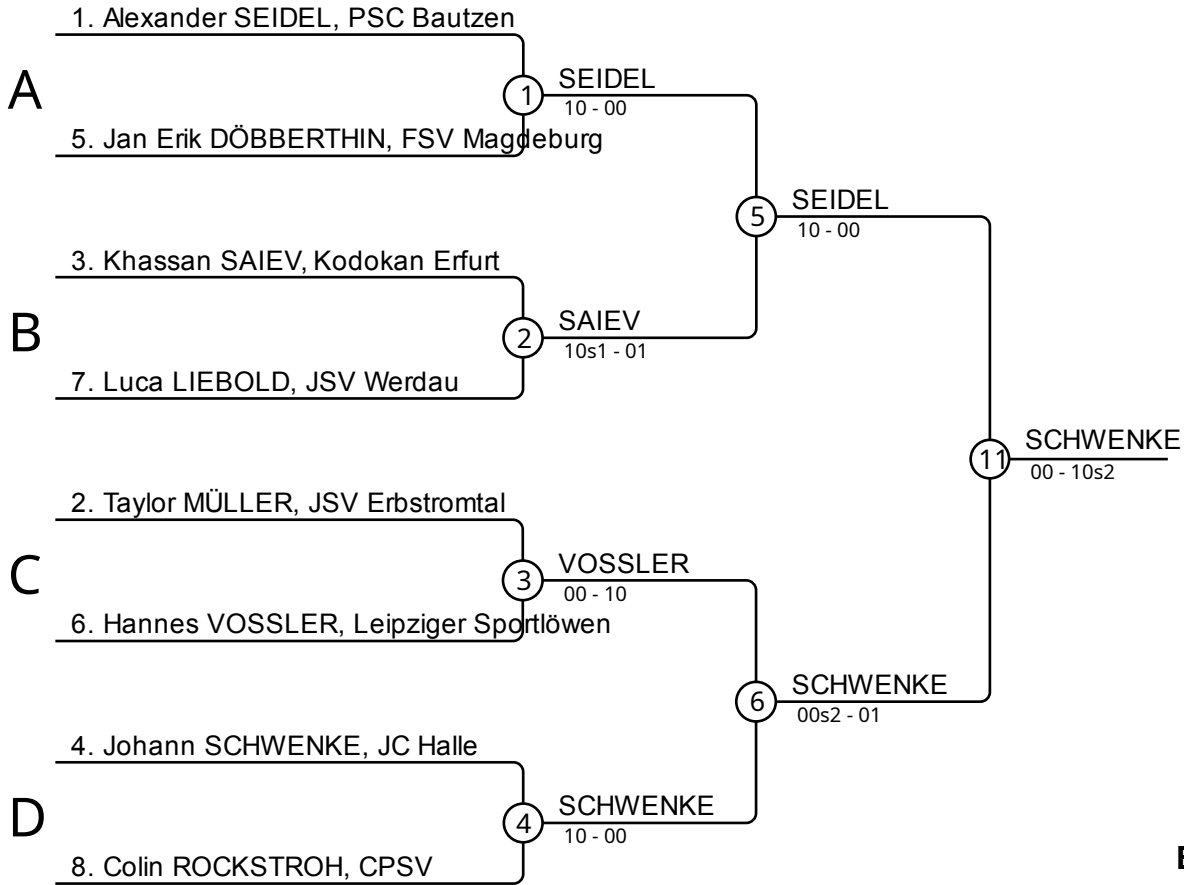 1. Alexander SEIDEL, PSC Bautzen
A
1
SEIDEL
10 - 00
5. Jan Erik DÖBBERTHIN, FSV Magdeburg
5
SEIDEL
10 - 00
3. Khassan SAIEV, Kodokan Erfurt
B
2
SAIEV
10s1 - 01
7. Luca LIEBOLD, JSV Werdau
11
SCHWENKE
00 - 10s2
2. Taylor MÜLLER, JSV Erbstromtal
C
3
VOSSLER
00 - 10
6. Hannes VOSSLER, Leipziger Sportlöwen
6
SCHWENKE
00s2 - 01
4. Johann SCHWENKE, JC Halle
D
4
SCHWENKE
10 - 00
8. Colin ROCKSTROH, CPSV